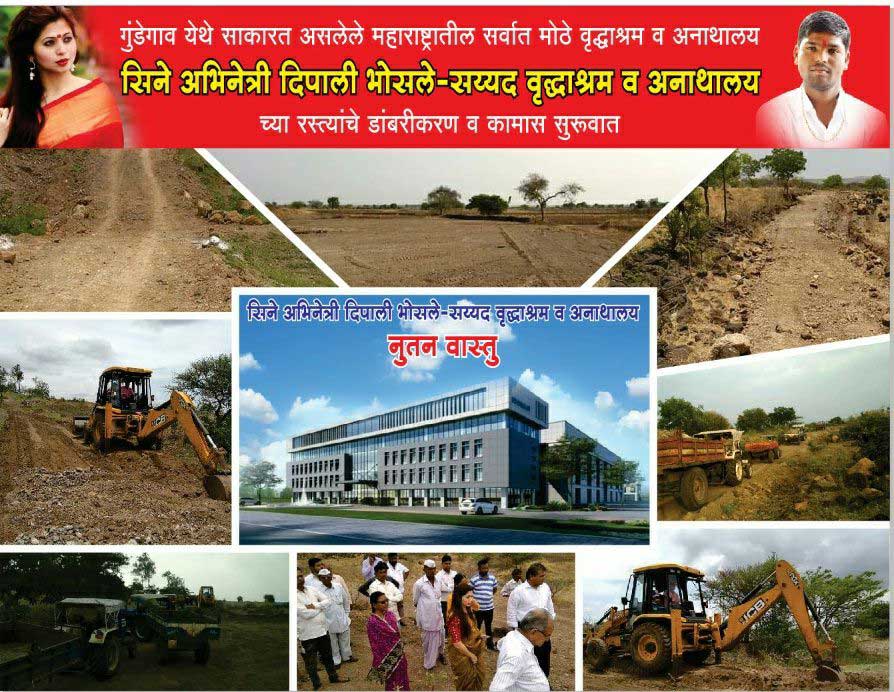 गुंडेगाव येथे साकारत असलेले महाराष्ट्रातील सर्वात मोठे वृद्धाश्रम व अनाथालय
सिने अभिनेत्री दिपाली भोसले-सय्यद वृद्धाश्रम व अनाथालय
च्या रस्त्यांचे डांबरीकरण व कामास सुरूवात
सिने अभिनेत्री दिपाली भोसले-सय्यद वृद्धाश्रम व अनाथालय
नुतन वास्तु
JCB
JCB